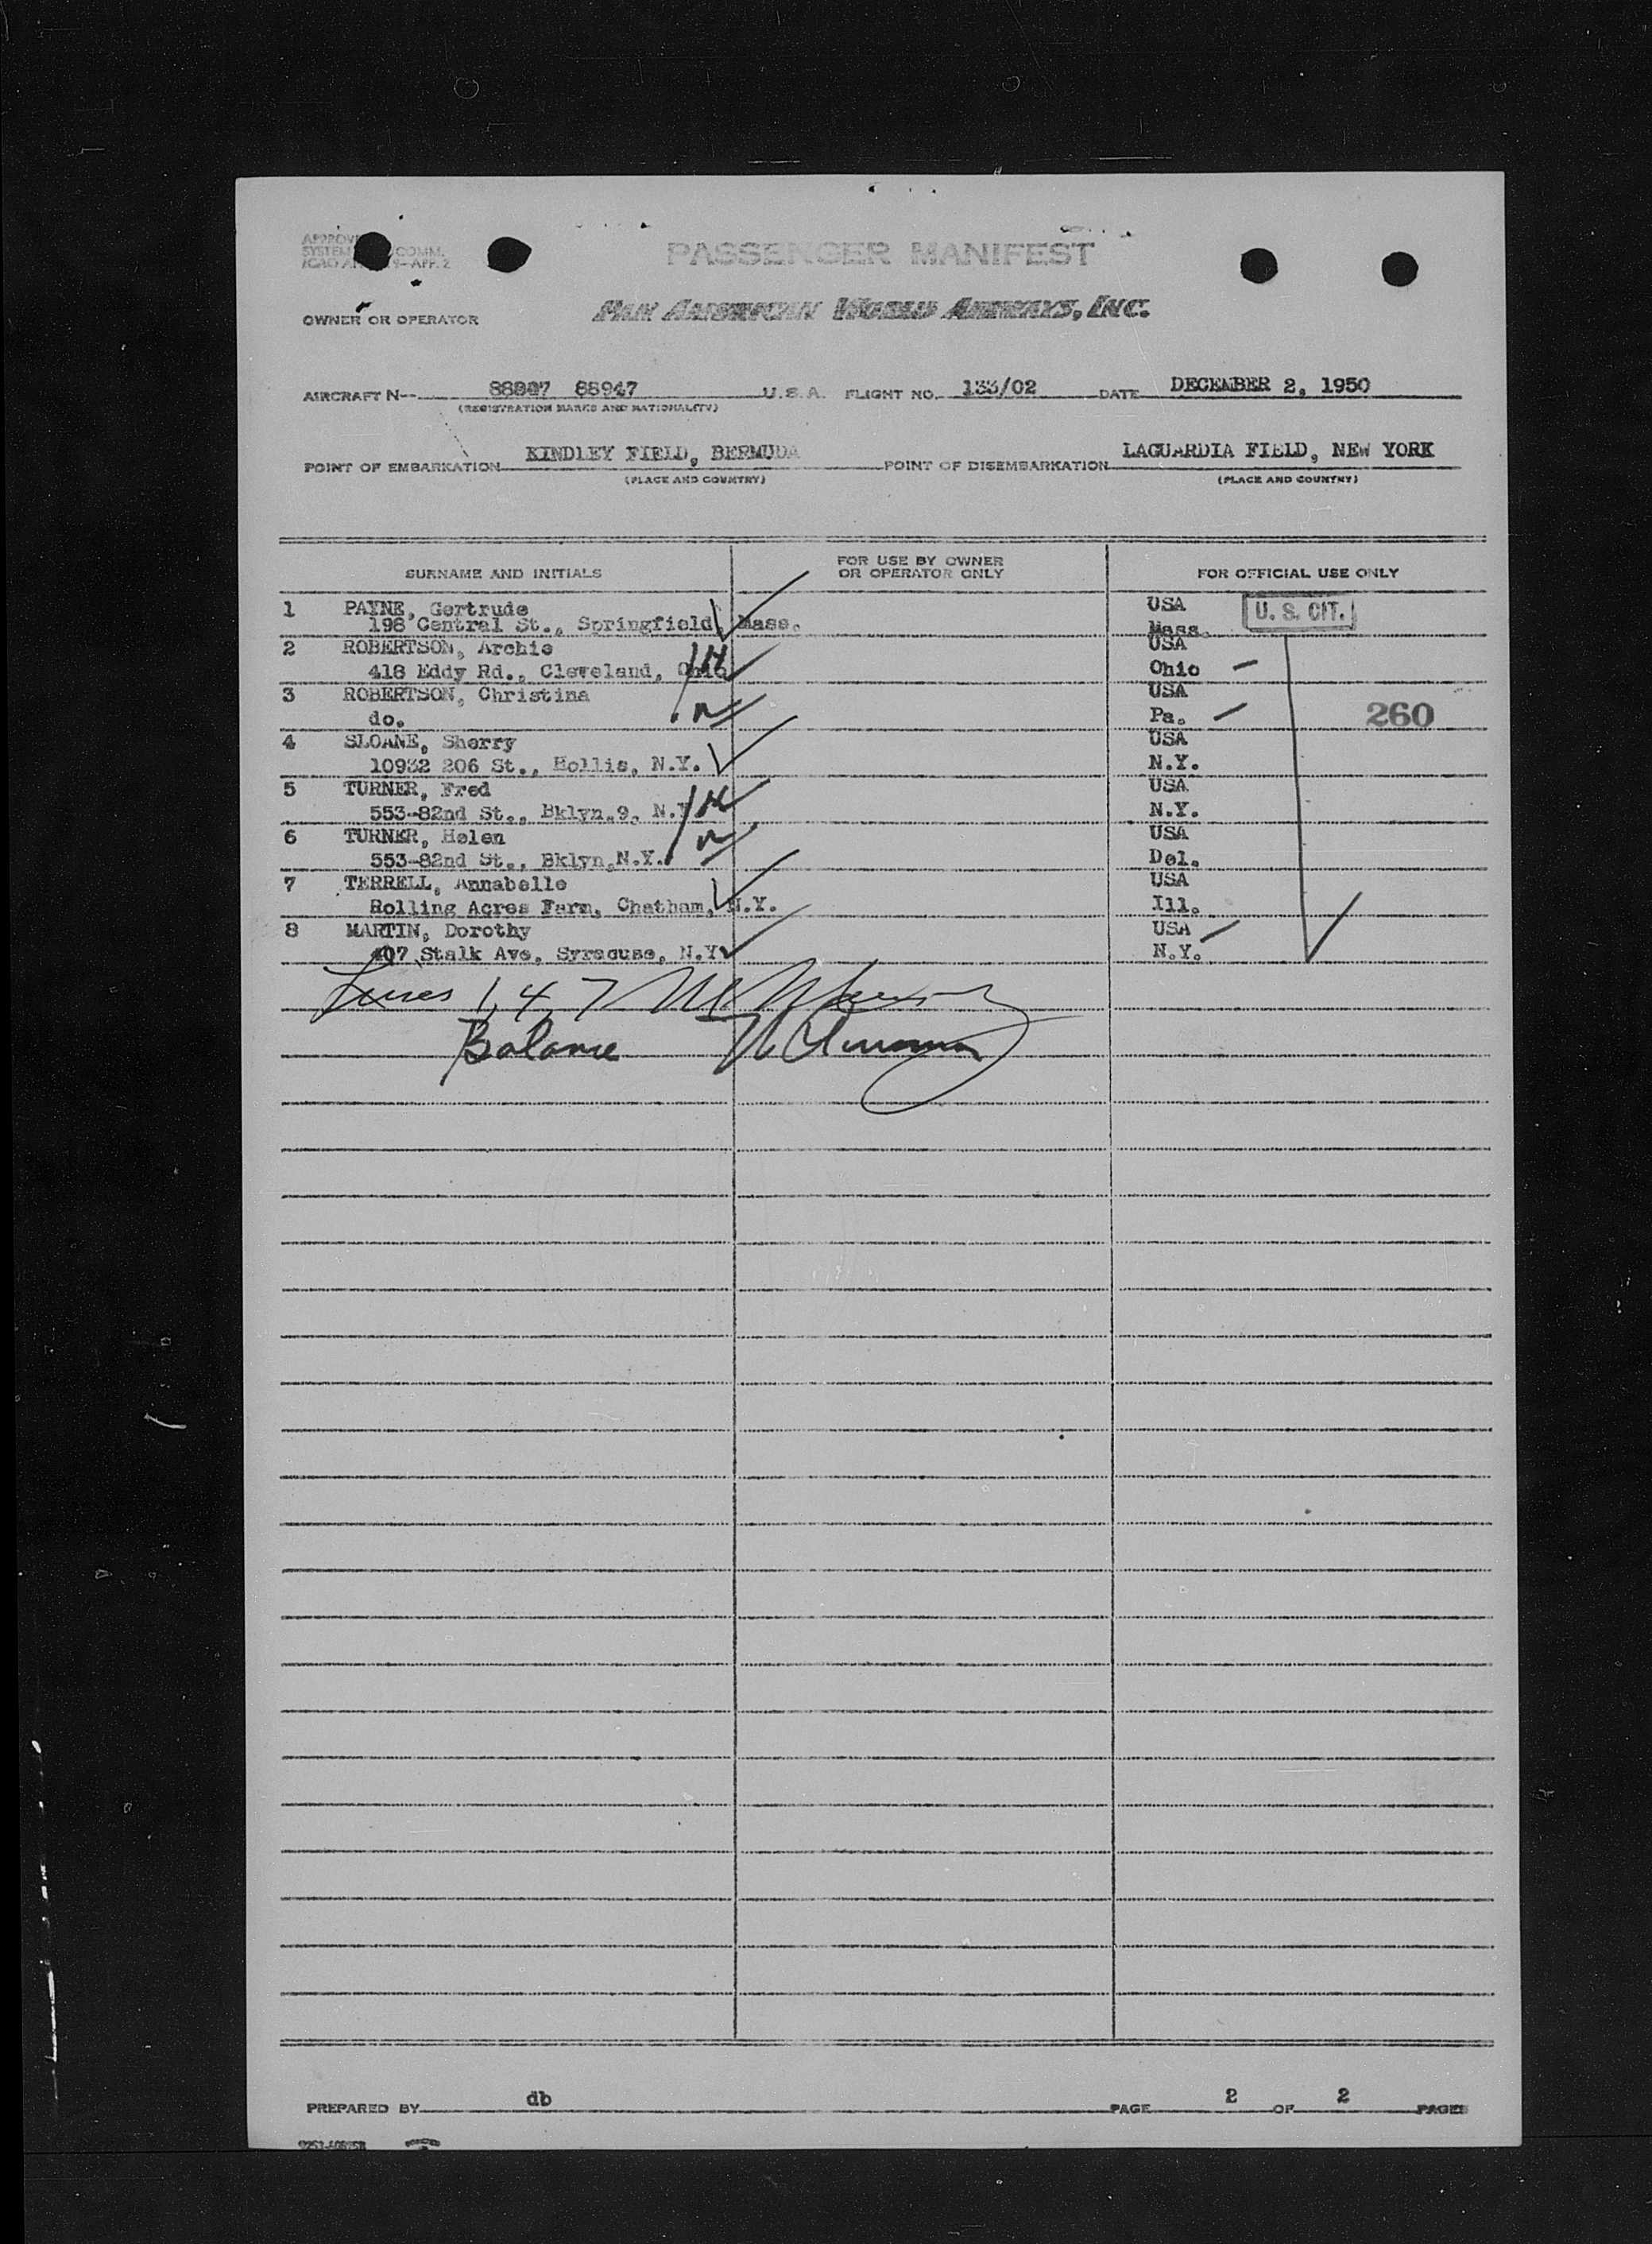 PASSENGER MANIFEST
PAN AMERICAN WORLD AIRWAYS, INC.
OWNER OR OPERATOR
AIRCRAFT N-- 88947 U.S.A. FLIGHT NO. 133/02 DATE DECEMBER 2, 1950
(REGISTRATION MARKS AND NATIONALITY)
POINT OF EMBARKATION KINDLEY FIELD, BERMUDA POINT OF DISEMBARKATION LAGUARDIA FIELD, NEW YORK
(PLACE AND COUNTRY) (PLACE AND COUNTRY)
SURNAME AND INITIALS FOR USE BY OWNER OR OPERATOR ONLY FOR OFFICIAL USE ONLY
1 PAYNE, Gertrude USA U. S. CIT.
198 Central St., Springfield, Mass. Mass.
2 ROBERTSON, Archie USA
418 Eddy Rd., Cleveland, Ohio Ohio
3 ROBERTSON, Christina USA
do. Pa. 260
4 SLOANE, Sherry USA
10932 206 St., Hollis, N.Y. N.Y.
5 TURNER, Fred USA
553-82nd St., Bklyn.9, N.Y N.Y.
6 TURNER, Helen USA
553-82nd St., Bklyn,N.Y. Del.
7 TERRELL, Annabelle USA
Rolling Acres Farm, Chatham, N.Y. Ill.
8 MARTIN, Dorothy USA
407 Stalk Ave, Syracuse, N.Y N.Y.
Lines 1, 4, 7
Balance
PREPARED BY db PAGE 2 OF 2 PAGES